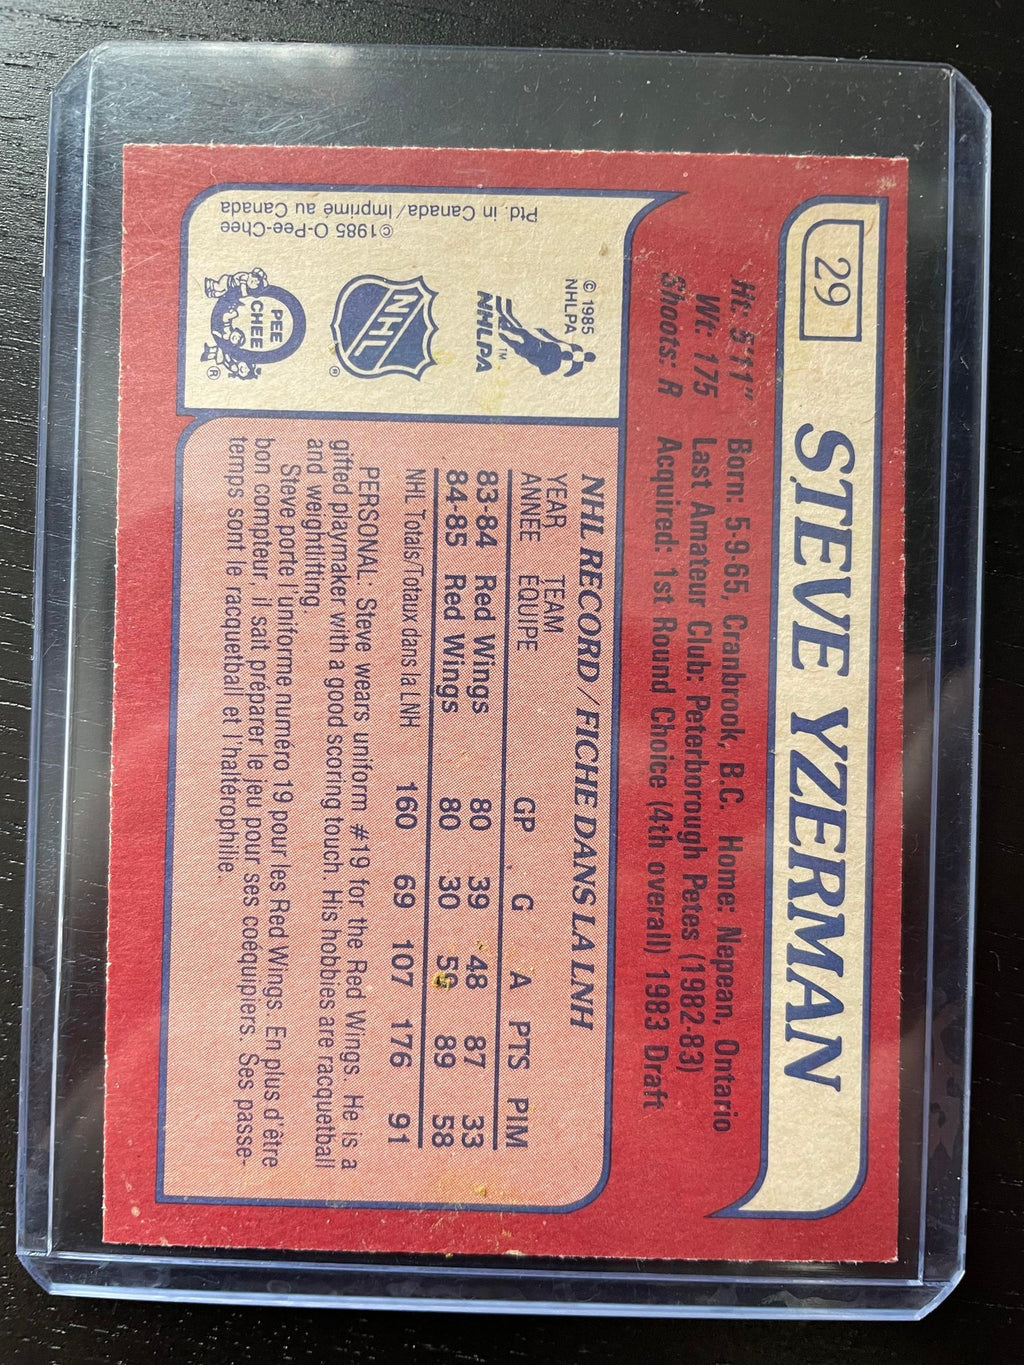 29
STEVE YZERMAN
Ht: 5'11" Born: 5-9-65, Cranbrook, B.C. Home: Nepean, Ontario
Wt: 175 Last Amateur Club: Peterborough Petes (1982-83)
Shoots: R Acquired: 1st Round Choice (4th overall) 1983 Draft
© 1985
NHLPA
NHLPA
TM
NHL
®
PEE
CHEE
®
©1985 O-Pee-Chee
Ptd. in Canada/Imprimé au Canada
NHL RECORD/FICHE DANS LA LNH
YEAR TEAM
ANNÉE ÉQUIPE GP G A PTS PIM
83-84 Red Wings 80 39 48 87 33
84-85 Red Wings 80 30 59 89 58
NHL Totals/Totaux dans la LNH 160 69 107 176 91
PERSONAL: Steve wears uniform #19 for the Red Wings. He is a
gifted playmaker with a good scoring touch. His hobbies are racquetball
and weightlifting.
Steve porte l'uniforme numéro 19 pour les Red Wings. En plus d'être
bon compteur, il sait préparer le jeu pour ses coéquipiers. Ses passe-
temps sont le racquetball et l'haltérophilie.